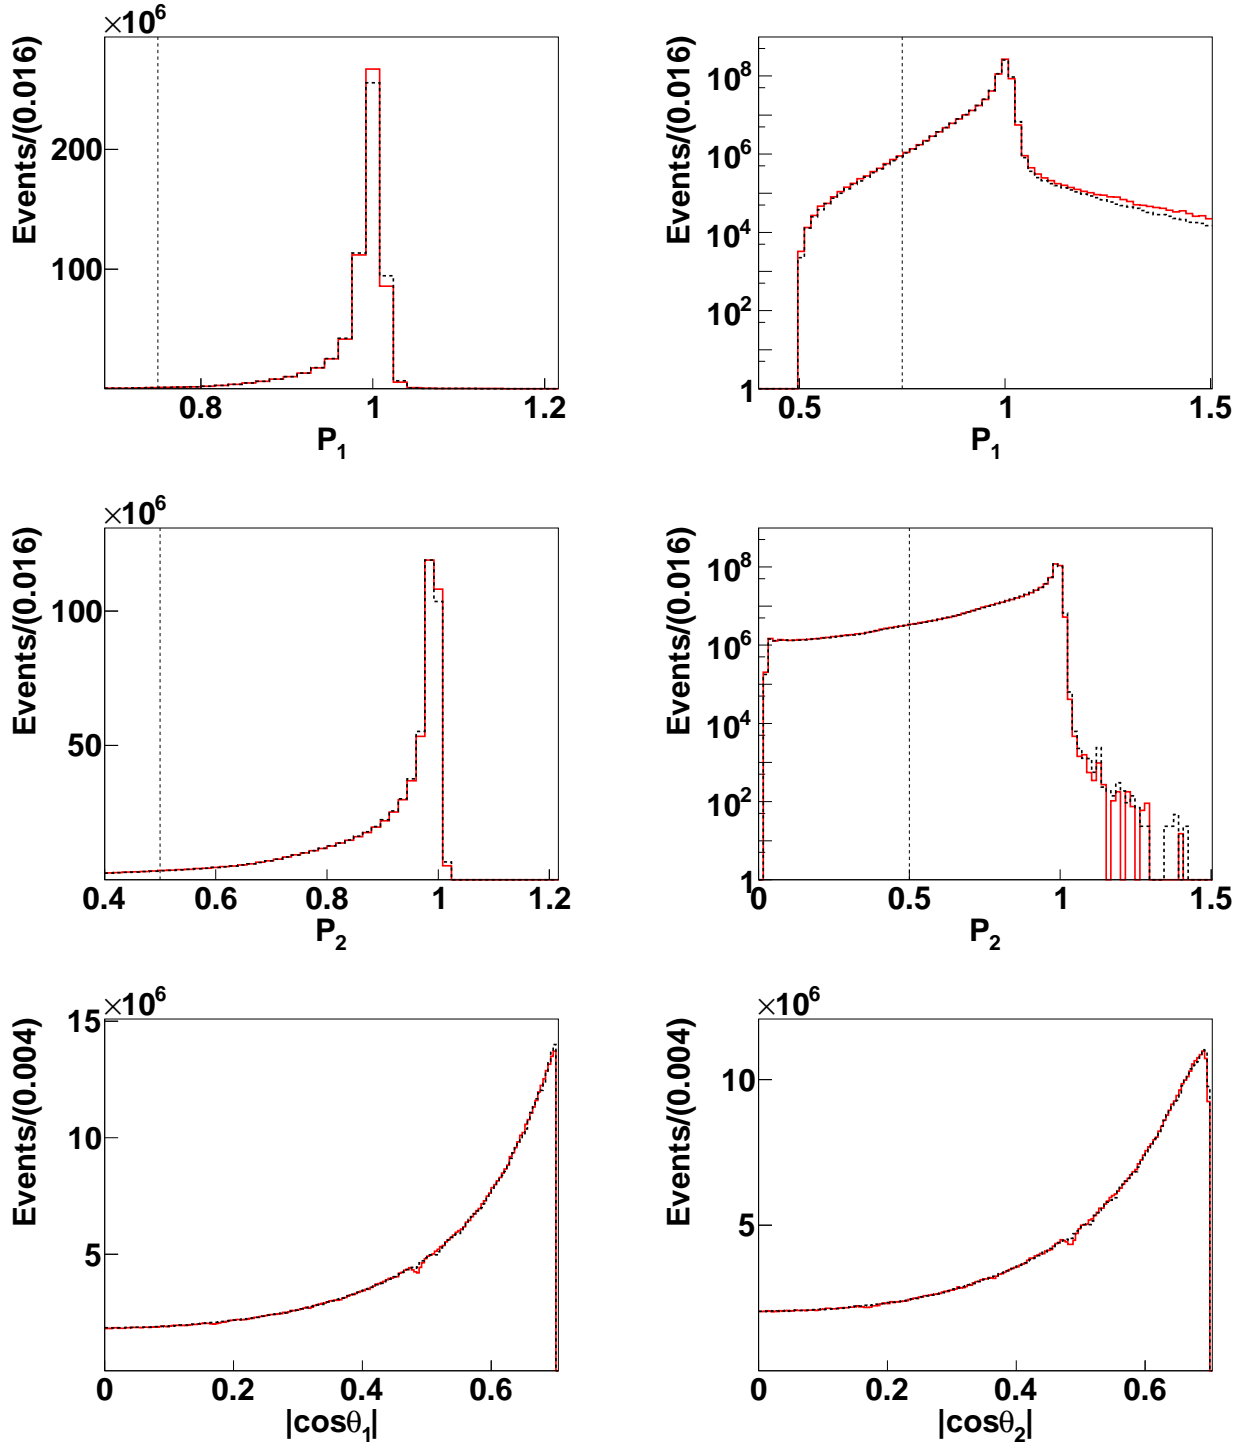 ×10⁶
Events/(0.016)
200
100
0.8 1 1.2
P₁
Events/(0.016)
10⁸
10⁶
10⁴
10²
1
0.5 1 1.5
P₁
×10⁶
Events/(0.016)
100
50
0.4 0.6 0.8 1 1.2
P₂
Events/(0.016)
10⁸
10⁶
10⁴
10²
1
0 0.5 1 1.5
P₂
×10⁶
Events/(0.004)
15
10
5
0 0.2 0.4 0.6
|cosθ₁|
×10⁶
Events/(0.004)
10
5
0 0.2 0.4 0.6
|cosθ₂|